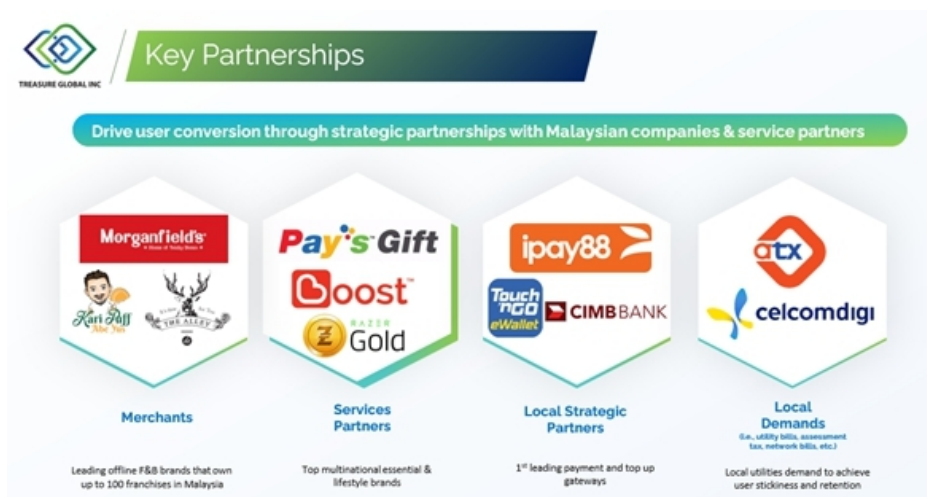 TREASURE GLOBAL INC
Key Partnerships
Drive user conversion through strategic partnerships with Malaysian companies & service partners
Morganfield's
Kari Puff
THE ALLEY
Merchants
Leading offline F&B brands that own
up to 100 franchises in Malaysia
Pay's™ Gift
Boost™
RAZER
Gold
Services
Partners
Top multinational essential &
lifestyle brands
ipay88
Touch
'nGO
eWallet
CIMB BANK
Local Strategic
Partners
1st leading payment and top up
gateways
atx
celcomdigi
Local
Demands
(i.e., utility bills, assessment
tax, network bills, etc.)
Local utilities demand to achieve
user stickiness and retention